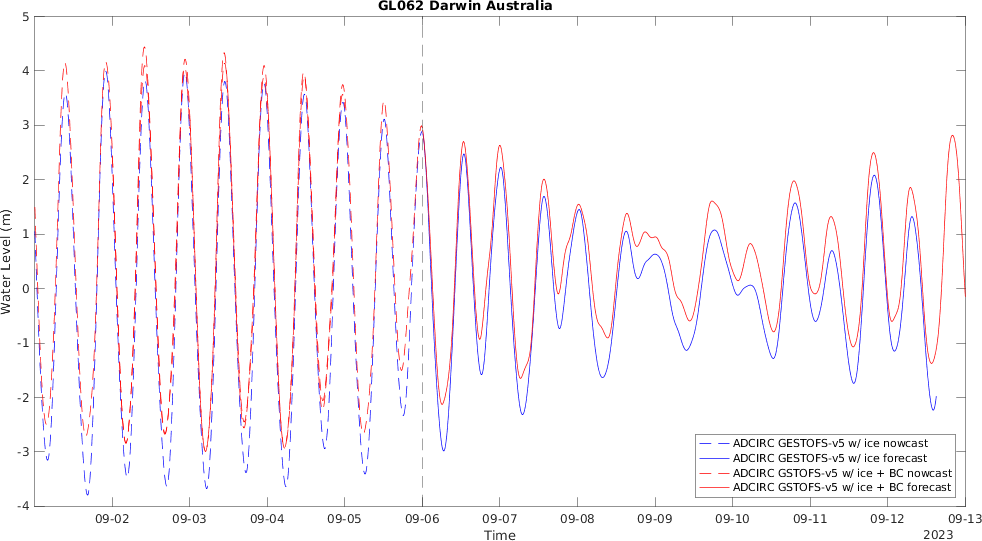 GL062 Darwin Australia
5
4
3
2
1
0
-1
-2
-3
-4
Water Level (m)
ADCIRC GESTOFS-v5 w/ ice nowcast
ADCIRC GESTOFS-v5 w/ ice forecast
ADCIRC GSTOFS-v5 w/ ice + BC nowcast
ADCIRC GSTOFS-v5 w/ ice + BC forecast
09-02 09-03 09-04 09-05 09-06 09-07 09-08 09-09 09-10 09-11 09-12 09-13
Time
2023